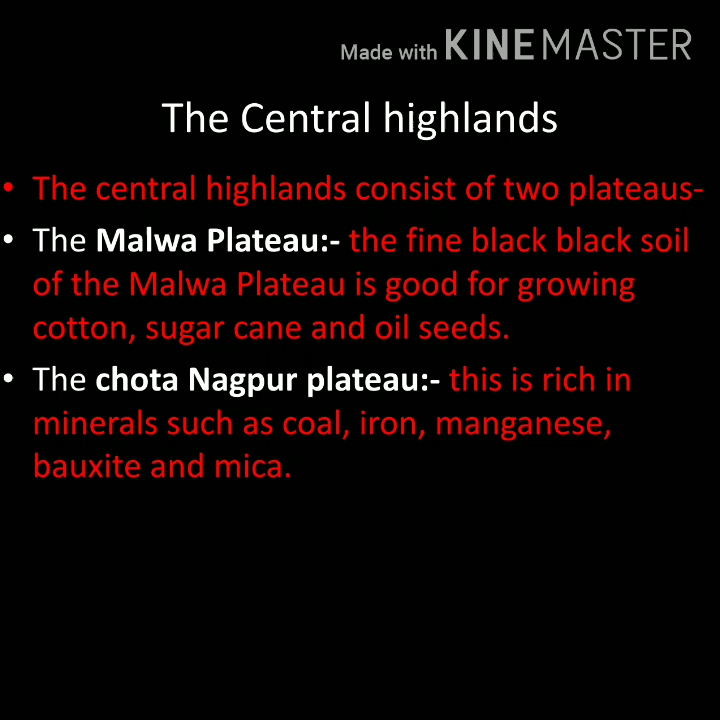 Made with KINEMASTER
The Central highlands
• The central highlands consist of two plateaus-
• The Malwa Plateau:- the fine black black soil
of the Malwa Plateau is good for growing
cotton, sugar cane and oil seeds.
• The chota Nagpur plateau:- this is rich in
minerals such as coal, iron, manganese,
bauxite and mica.